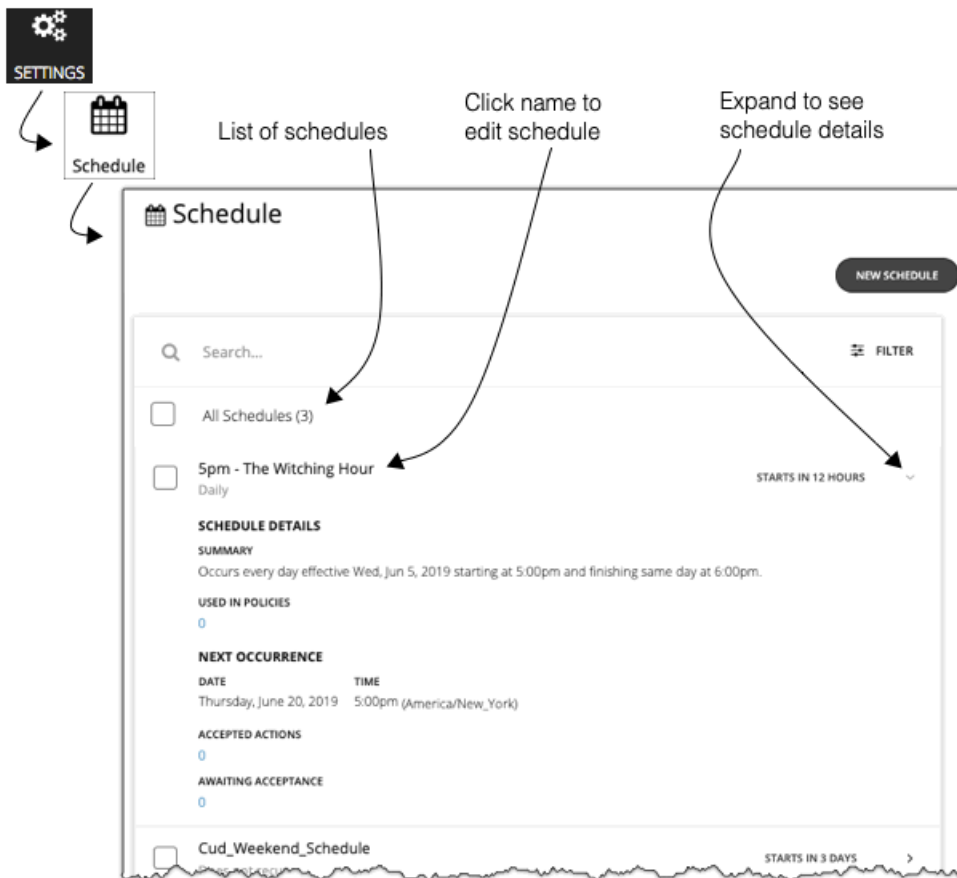 SETTINGS
Schedule
List of schedules
Click name to
edit schedule
Expand to see
schedule details
Schedule
NEW SCHEDULE
Search...
FILTER
All Schedules (3)
5pm - The Witching Hour
STARTS IN 12 HOURS
Daily
SCHEDULE DETAILS
SUMMARY
Occurs every day effective Wed, Jun 5, 2019 starting at 5:00pm and finishing same day at 6:00pm.
USED IN POLICIES
0
NEXT OCCURRENCE
DATE TIME
Thursday, June 20, 2019 5:00pm (America/New_York)
ACCEPTED ACTIONS
0
AWAITING ACCEPTANCE
0
Cud_Weekend_Schedule
STARTS IN 3 DAYS